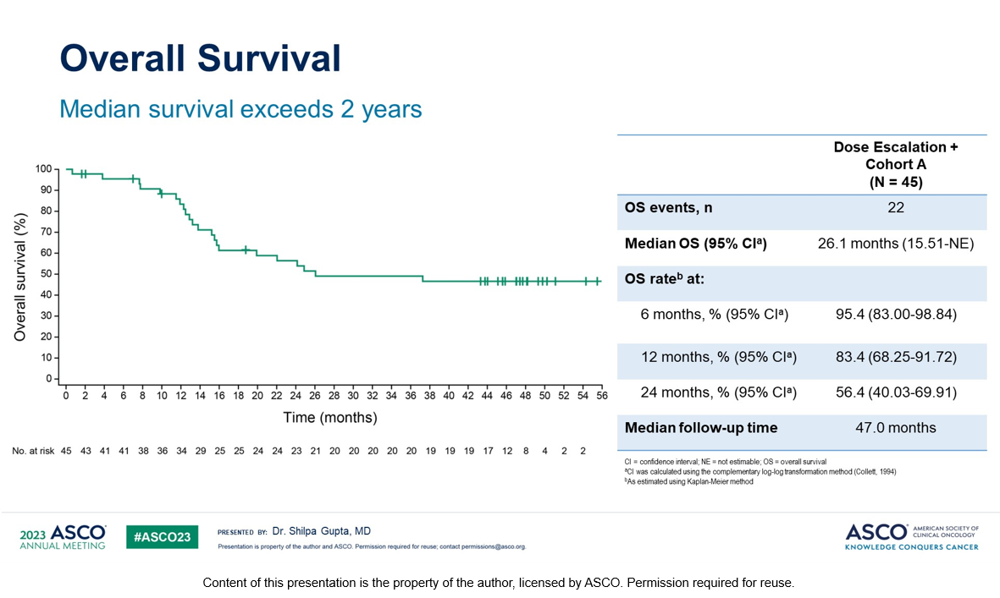 Overall Survival
Median survival exceeds 2 years
Overall survival (%)
100
90
80
70
60
50
40
30
20
10
0
0 2 4 6 8 10 12 14 16 18 20 22 24 26 28 30 32 34 36 38 40 42 44 46 48 50 52 54 56
Time (months)
No. at risk 45 43 41 41 38 36 34 29 25 25 24 24 23 21 20 20 20 20 20 19 19 19 17 12 8 4 2 2
Dose Escalation +
Cohort A
(N = 45)
OS events, n 22
Median OS (95% CIᵃ) 26.1 months (15.51-NE)
OS rateᵇ at:
6 months, % (95% CIᵃ) 95.4 (83.00-98.84)
12 months, % (95% CIᵃ) 83.4 (68.25-91.72)
24 months, % (95% CIᵃ) 56.4 (40.03-69.91)
Median follow-up time 47.0 months
CI = confidence interval; NE = not estimable; OS = overall survival
ᵃCI was calculated using the complementary log-log transformation method (Collett, 1994)
ᵇAs estimated using Kaplan-Meier method
2023 ASCO®
ANNUAL MEETING
#ASCO23
PRESENTED BY: Dr. Shilpa Gupta, MD
Presentation is property of the author and ASCO. Permission required for reuse; contact permissions@asco.org.
ASCO® AMERICAN SOCIETY OF
CLINICAL ONCOLOGY
KNOWLEDGE CONQUERS CANCER
Content of this presentation is the property of the author, licensed by ASCO. Permission required for reuse.